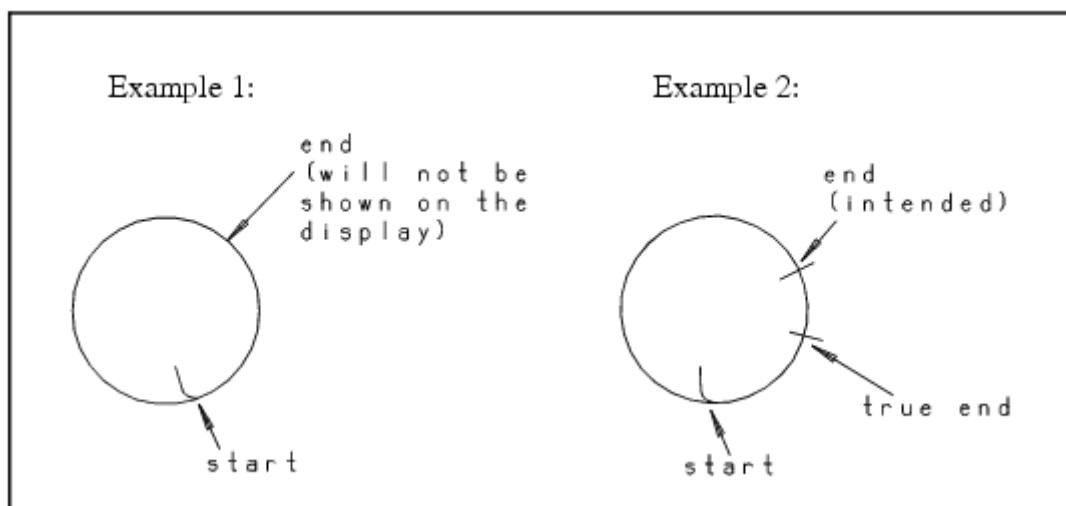 Example 1:
end
(will not be
shown on the
display)
start
Example 2:
end
(intended)
true end
start